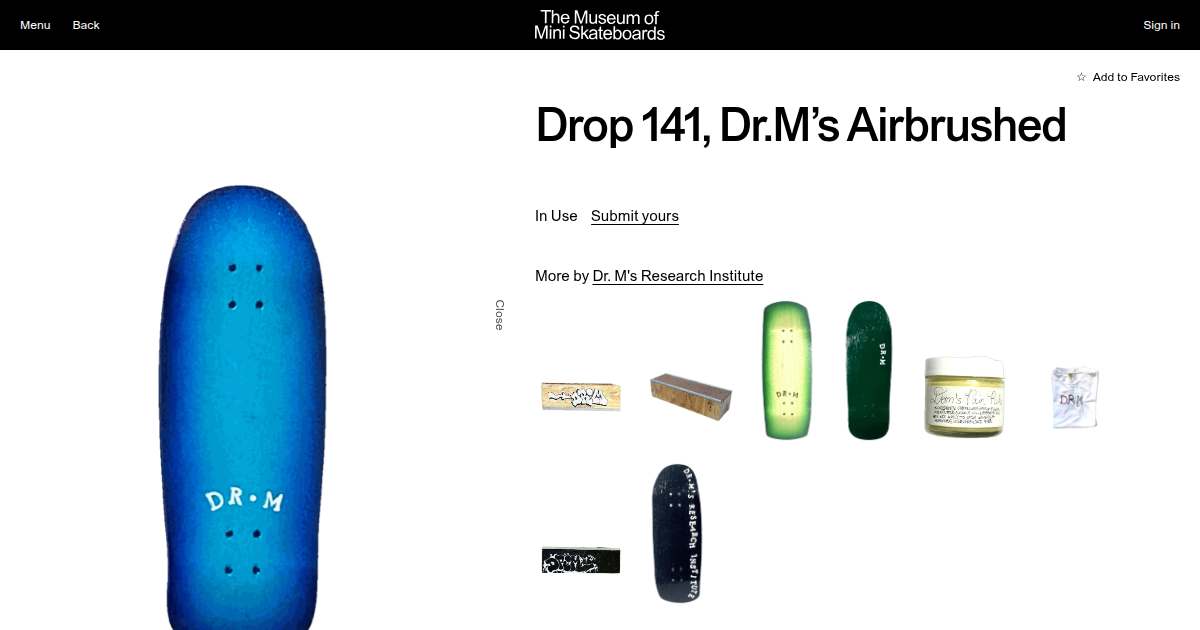 Menu
Back
The Museum of
Mini Skateboards
Sign in
☆ Add to Favorites
Drop 141, Dr.M’s Airbrushed
In Use Submit yours
More by Dr. M's Research Institute
Close
DR•M
DR•M
DR•M
DRM
DR•M'S RESEARCH INSTITUTE